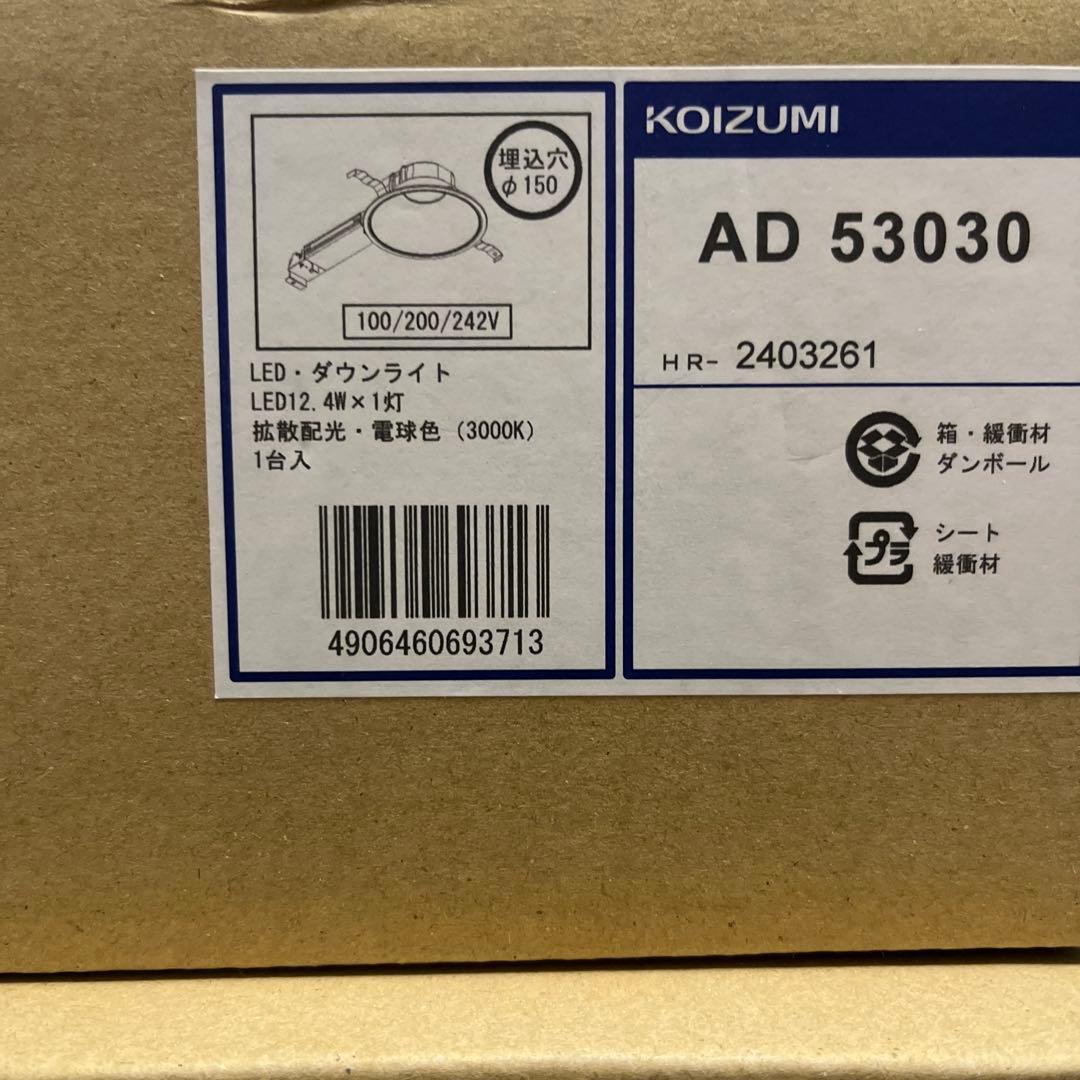 埋込穴
φ150
100/200/242V
LED・ダウンライト
LED12.4W×1灯
拡散配光・電球色（3000K）
1台入
4906460693713
KOIZUMI
AD 53030
HR- 2403261
箱・緩衝材
ダンボール
プラ
シート
緩衝材